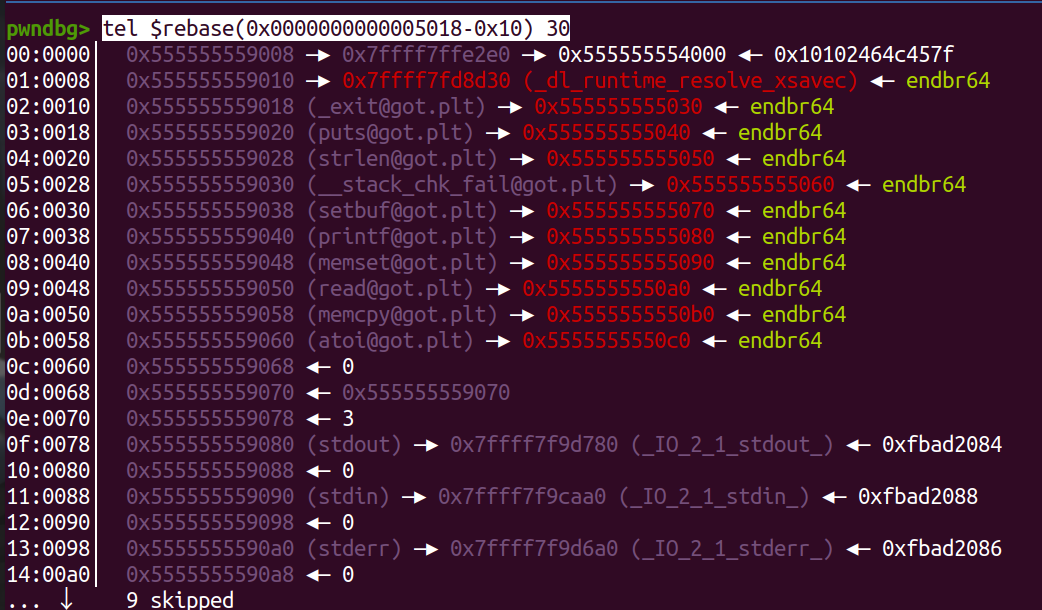 pwndbg> tel $rebase(0x0000000000005018-0x10) 30
00:0000│ 0x555555559008 —▸ 0x7ffff7ffe2e0 —▸ 0x555555554000 ◂— 0x10102464c457f
01:0008│ 0x555555559010 —▸ 0x7ffff7fd8d30 (_dl_runtime_resolve_xsavec) ◂— endbr64
02:0010│ 0x555555559018 (_exit@got.plt) —▸ 0x555555555030 ◂— endbr64
03:0018│ 0x555555559020 (puts@got.plt) —▸ 0x555555555040 ◂— endbr64
04:0020│ 0x555555559028 (strlen@got.plt) —▸ 0x555555555050 ◂— endbr64
05:0028│ 0x555555559030 (__stack_chk_fail@got.plt) —▸ 0x555555555060 ◂— endbr64
06:0030│ 0x555555559038 (setbuf@got.plt) —▸ 0x555555555070 ◂— endbr64
07:0038│ 0x555555559040 (printf@got.plt) —▸ 0x555555555080 ◂— endbr64
08:0040│ 0x555555559048 (memset@got.plt) —▸ 0x555555555090 ◂— endbr64
09:0048│ 0x555555559050 (read@got.plt) —▸ 0x5555555550a0 ◂— endbr64
0a:0050│ 0x555555559058 (memcpy@got.plt) —▸ 0x5555555550b0 ◂— endbr64
0b:0058│ 0x555555559060 (atoi@got.plt) —▸ 0x5555555550c0 ◂— endbr64
0c:0060│ 0x555555559068 ◂— 0
0d:0068│ 0x555555559070 ◂— 0x555555559070
0e:0070│ 0x555555559078 ◂— 3
0f:0078│ 0x555555559080 (stdout) —▸ 0x7ffff7f9d780 (_IO_2_1_stdout_) ◂— 0xfbad2084
10:0080│ 0x555555559088 ◂— 0
11:0088│ 0x555555559090 (stdin) —▸ 0x7ffff7f9caa0 (_IO_2_1_stdin_) ◂— 0xfbad2088
12:0090│ 0x555555559098 ◂— 0
13:0098│ 0x5555555590a0 (stderr) —▸ 0x7ffff7f9d6a0 (_IO_2_1_stderr_) ◂— 0xfbad2086
14:00a0│ 0x5555555590a8 ◂— 0
... ↓ 9 skipped